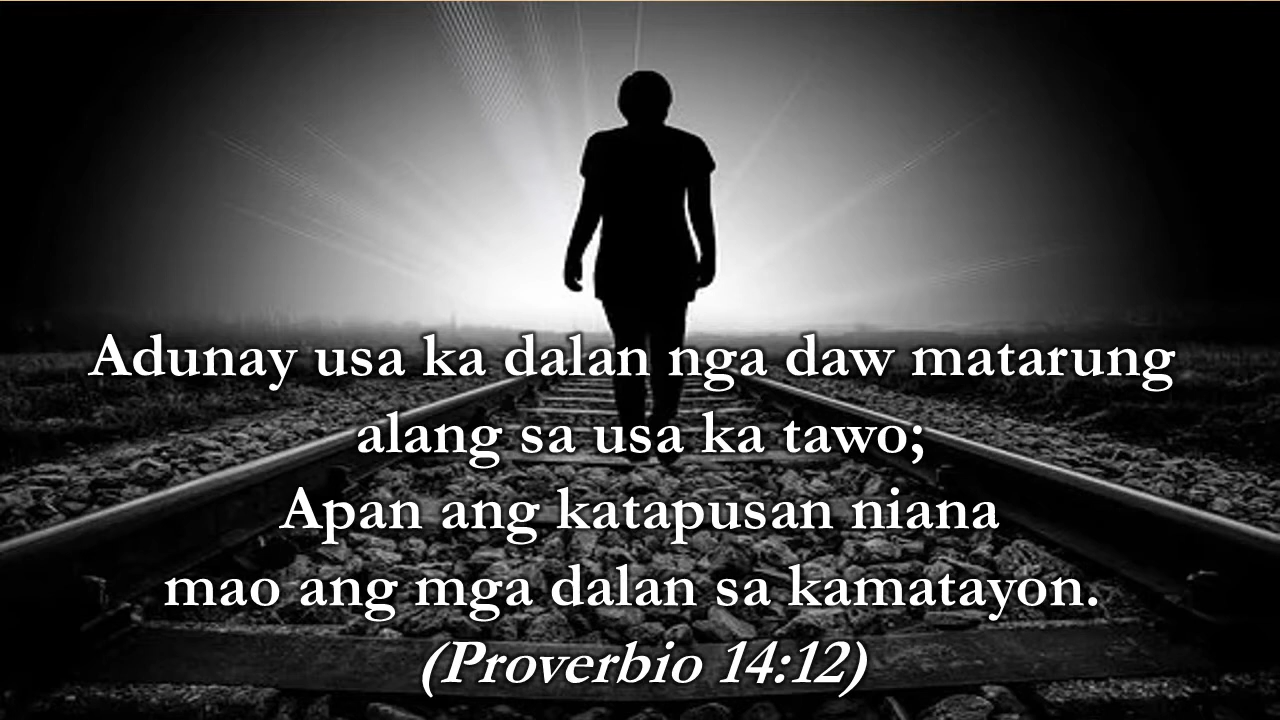 Adunay usa ka dalan nga daw matarung
alang sa usa ka tawo;
Apan ang katapusan niana
mao ang mga dalan sa kamatayon.
(Proverbio 14:12)